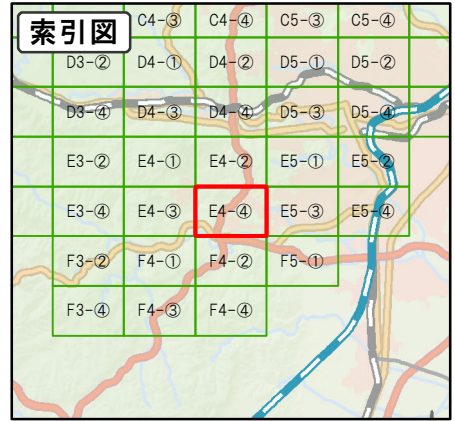 索引図
C4-③ C4-④ C5-③ C5-④
D3-② D4-① D4-② D5-① D5-②
D3-④ D4-③ D4-④ D5-③ D5-④
E3-② E4-① E4-② E5-① E5-②
E3-④ E4-③ E4-④ E5-③ E5-④
F3-② F4-① F4-② F5-①
F3-④ F4-③ F4-④